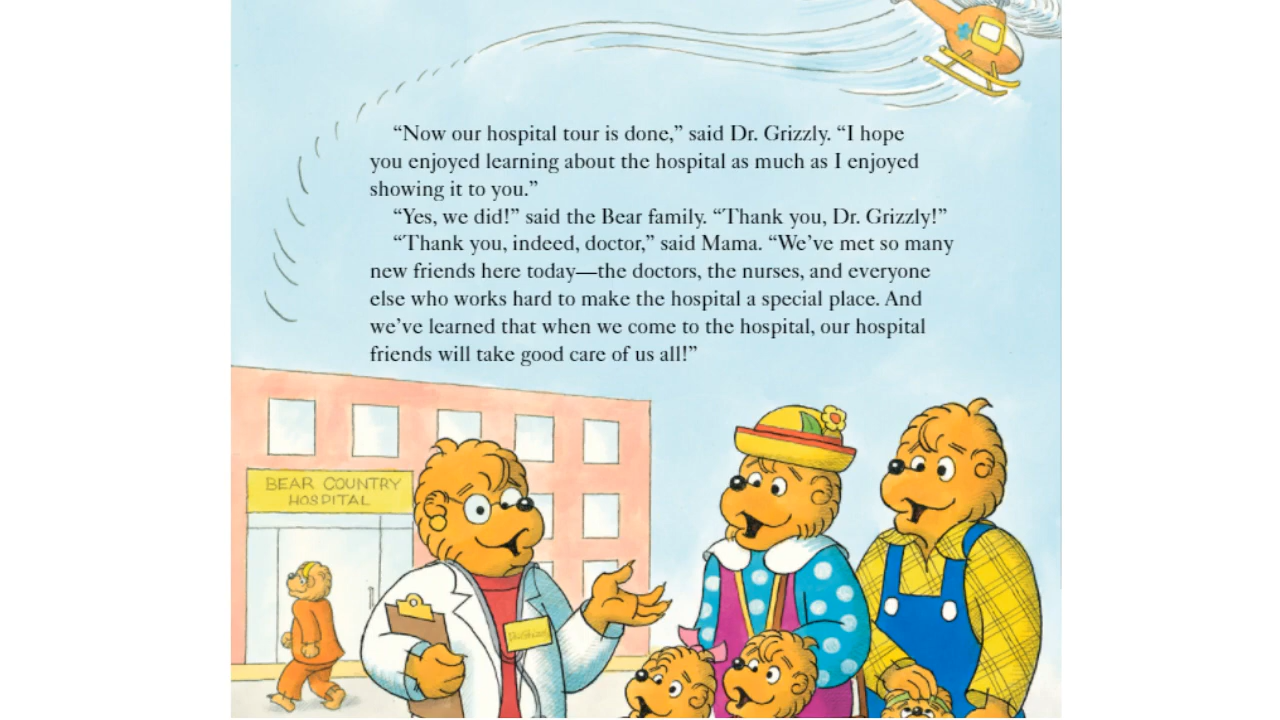 “Now our hospital tour is done,” said Dr. Grizzly. “I hope
you enjoyed learning about the hospital as much as I enjoyed
showing it to you.”
“Yes, we did!” said the Bear family. “Thank you, Dr. Grizzly!”
“Thank you, indeed, doctor,” said Mama. “We’ve met so many
new friends here today—the doctors, the nurses, and everyone
else who works hard to make the hospital a special place. And
we’ve learned that when we come to the hospital, our hospital
friends will take good care of us all!”
BEAR COUNTRY
HOSPITAL